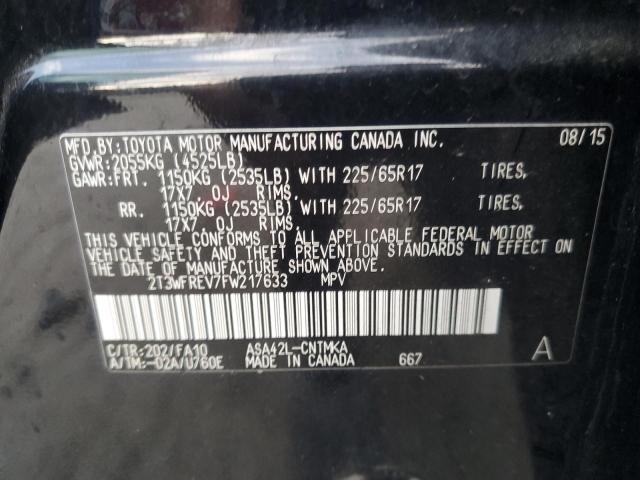 MFD.BY:TOYOTA MOTOR MANUFACTURING CANADA INC. 08/15
GVWR:2055KG (4525LB)
GAWR:FRT. 1150KG (2535LB) WITH 225/65R17 TIRES,
17X7.0J RIMS,
RR. 1150KG (2535LB) WITH 225/65R17 TIRES,
17X7.0J RIMS,
THIS VEHICLE CONFORMS TO ALL APPLICABLE FEDERAL MOTOR
VEHICLE SAFETY AND THEFT PREVENTION STANDARDS IN EFFECT ON
THE DATE OF MANUFACTURE SHOWN ABOVE.
2T3WFREV7FW217633 MPV
C/TR:202/FA10 ASA42L-CNTMKA
A/TM:-02A/U760E MADE IN CANADA 667 A